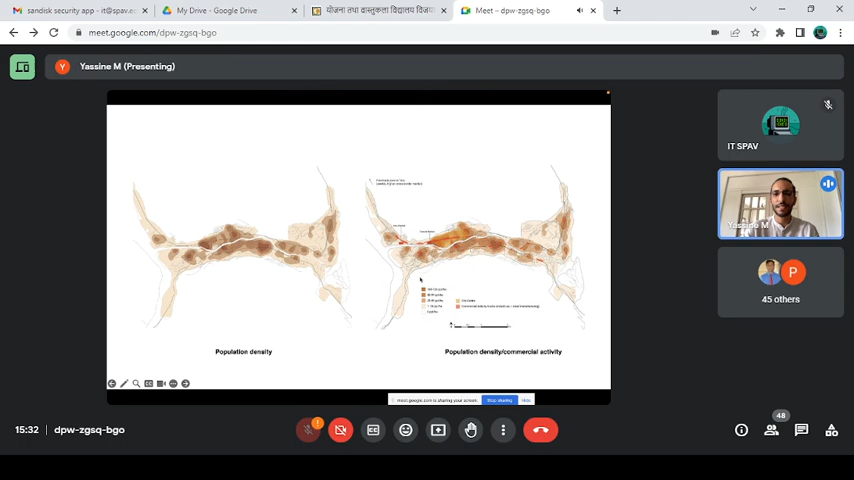 sandisk security app - it@spav.ec
My Drive - Google Drive
योजना तथा वास्तुकला विद्यालय विजय
Meet – dpw-zgsq-bgo
meet.google.com/dpw-zgsq-bgo
Yassine M (Presenting)
IT SPAV
Yassine M
P
45 others
Population density
Population density/commercial activity
meet.google.com is sharing your screen.
Stop sharing
Hide
15:32
dpw-zgsq-bgo
48